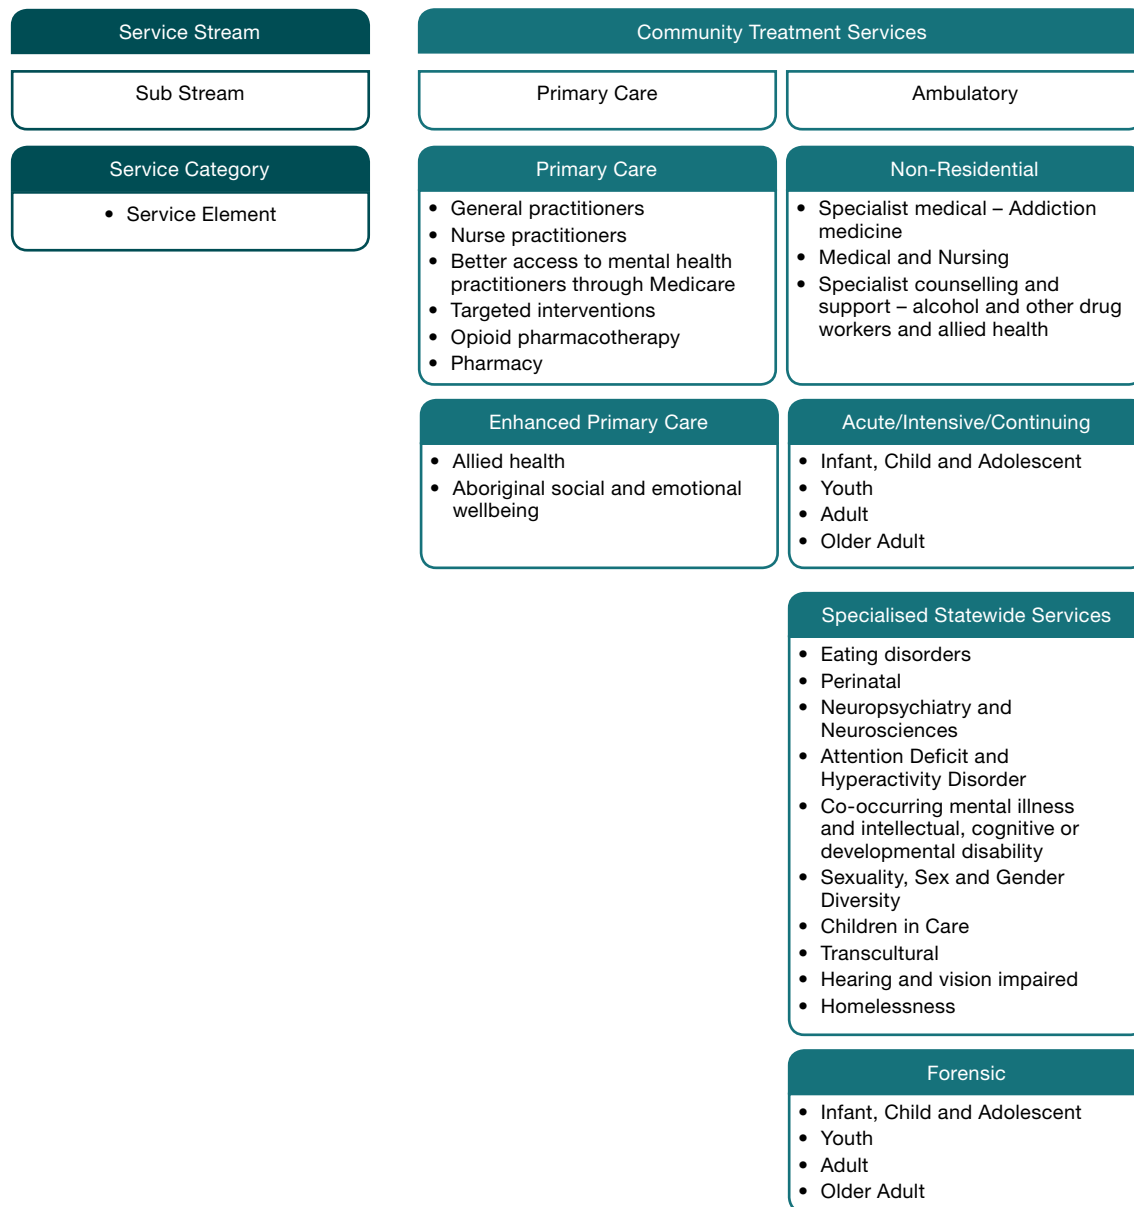 Service Stream
Sub Stream
Service Category
• Service Element
Community Treatment Services
Primary Care
Ambulatory
Primary Care
• General practitioners
• Nurse practitioners
• Better access to mental health
practitioners through Medicare
• Targeted interventions
• Opioid pharmacotherapy
• Pharmacy
Non-Residential
• Specialist medical – Addiction
medicine
• Medical and Nursing
• Specialist counselling and
support – alcohol and other drug
workers and allied health
Enhanced Primary Care
• Allied health
• Aboriginal social and emotional
wellbeing
Acute/Intensive/Continuing
• Infant, Child and Adolescent
• Youth
• Adult
• Older Adult
Specialised Statewide Services
• Eating disorders
• Perinatal
• Neuropsychiatry and
Neurosciences
• Attention Deficit and
Hyperactivity Disorder
• Co-occurring mental illness
and intellectual, cognitive or
developmental disability
• Sexuality, Sex and Gender
Diversity
• Children in Care
• Transcultural
• Hearing and vision impaired
• Homelessness
Forensic
• Infant, Child and Adolescent
• Youth
• Adult
• Older Adult